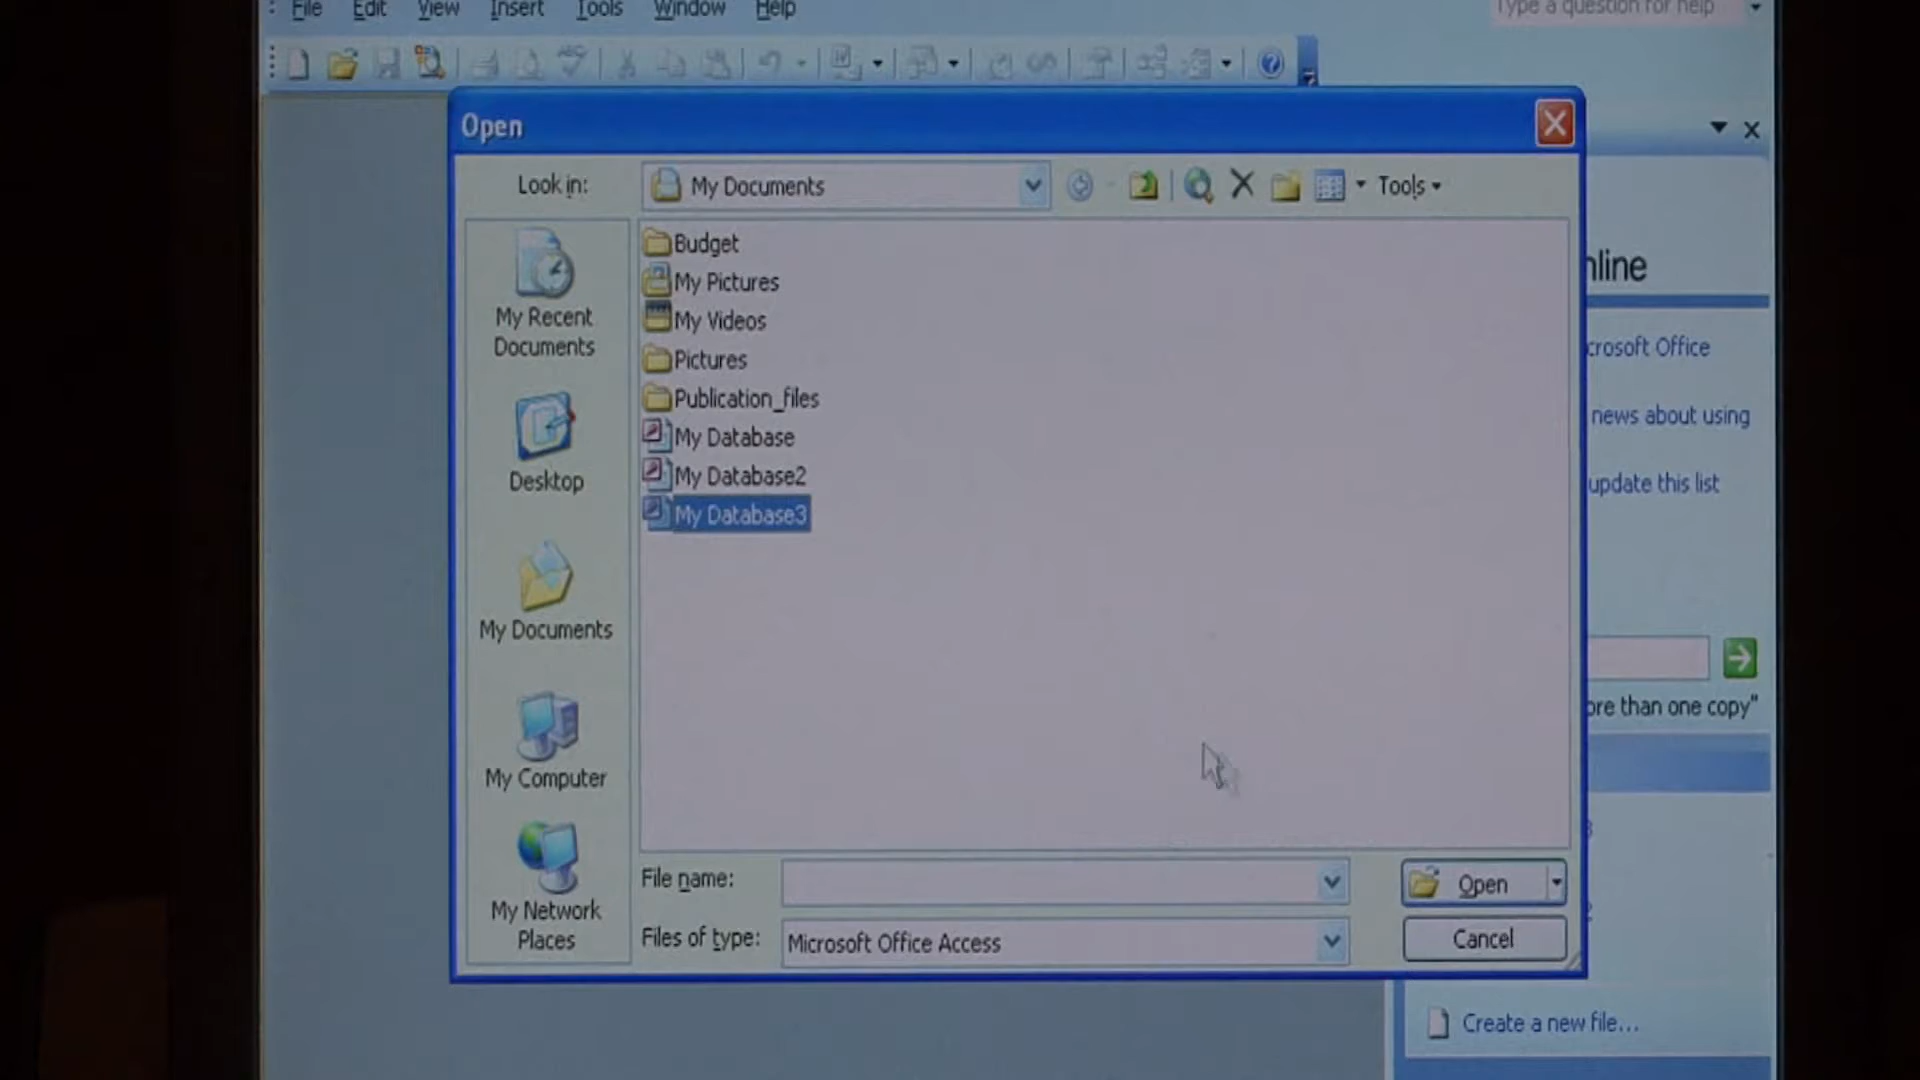 File Edit View Insert Tools Window Help
Type a question for help
Open
Look in: My Documents Tools
Budget
My Pictures
My Videos
Pictures
Publication_files
My Database
My Database2
My Database3
My Recent
Documents
Desktop
My Documents
My Computer
My Network
Places
File name:
Open
Files of type: Microsoft Office Access
Cancel
nline
crosoft Office
news about using
update this list
ore than one copy"
3
2
Create a new file...